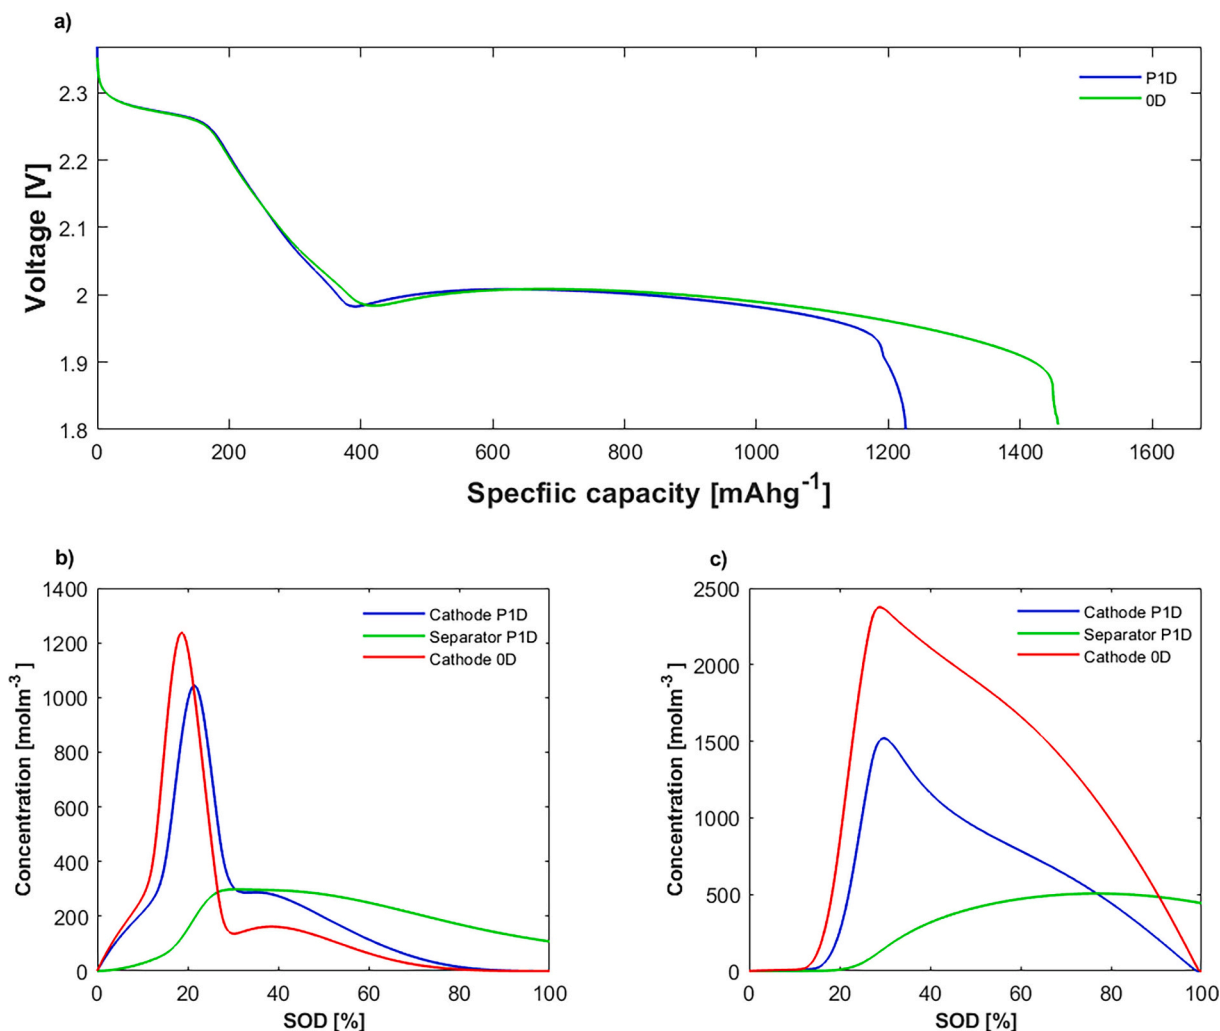 a)
P1D
0D
2.3
2.2
2.1
2
1.9
1.8
Voltage [V]
0 200 400 600 800 1000 1200 1400 1600
Specfiic capacity [mAhg⁻¹]
b)
1400
1200
1000
800
600
400
200
0
Concentration [molm⁻³]
Cathode P1D
Separator P1D
Cathode 0D
0 20 40 60 80 100
SOD [%]
c)
2500
2000
1500
1000
500
0
Concentration [molm⁻³]
Cathode P1D
Separator P1D
Cathode 0D
0 20 40 60 80 100
SOD [%]